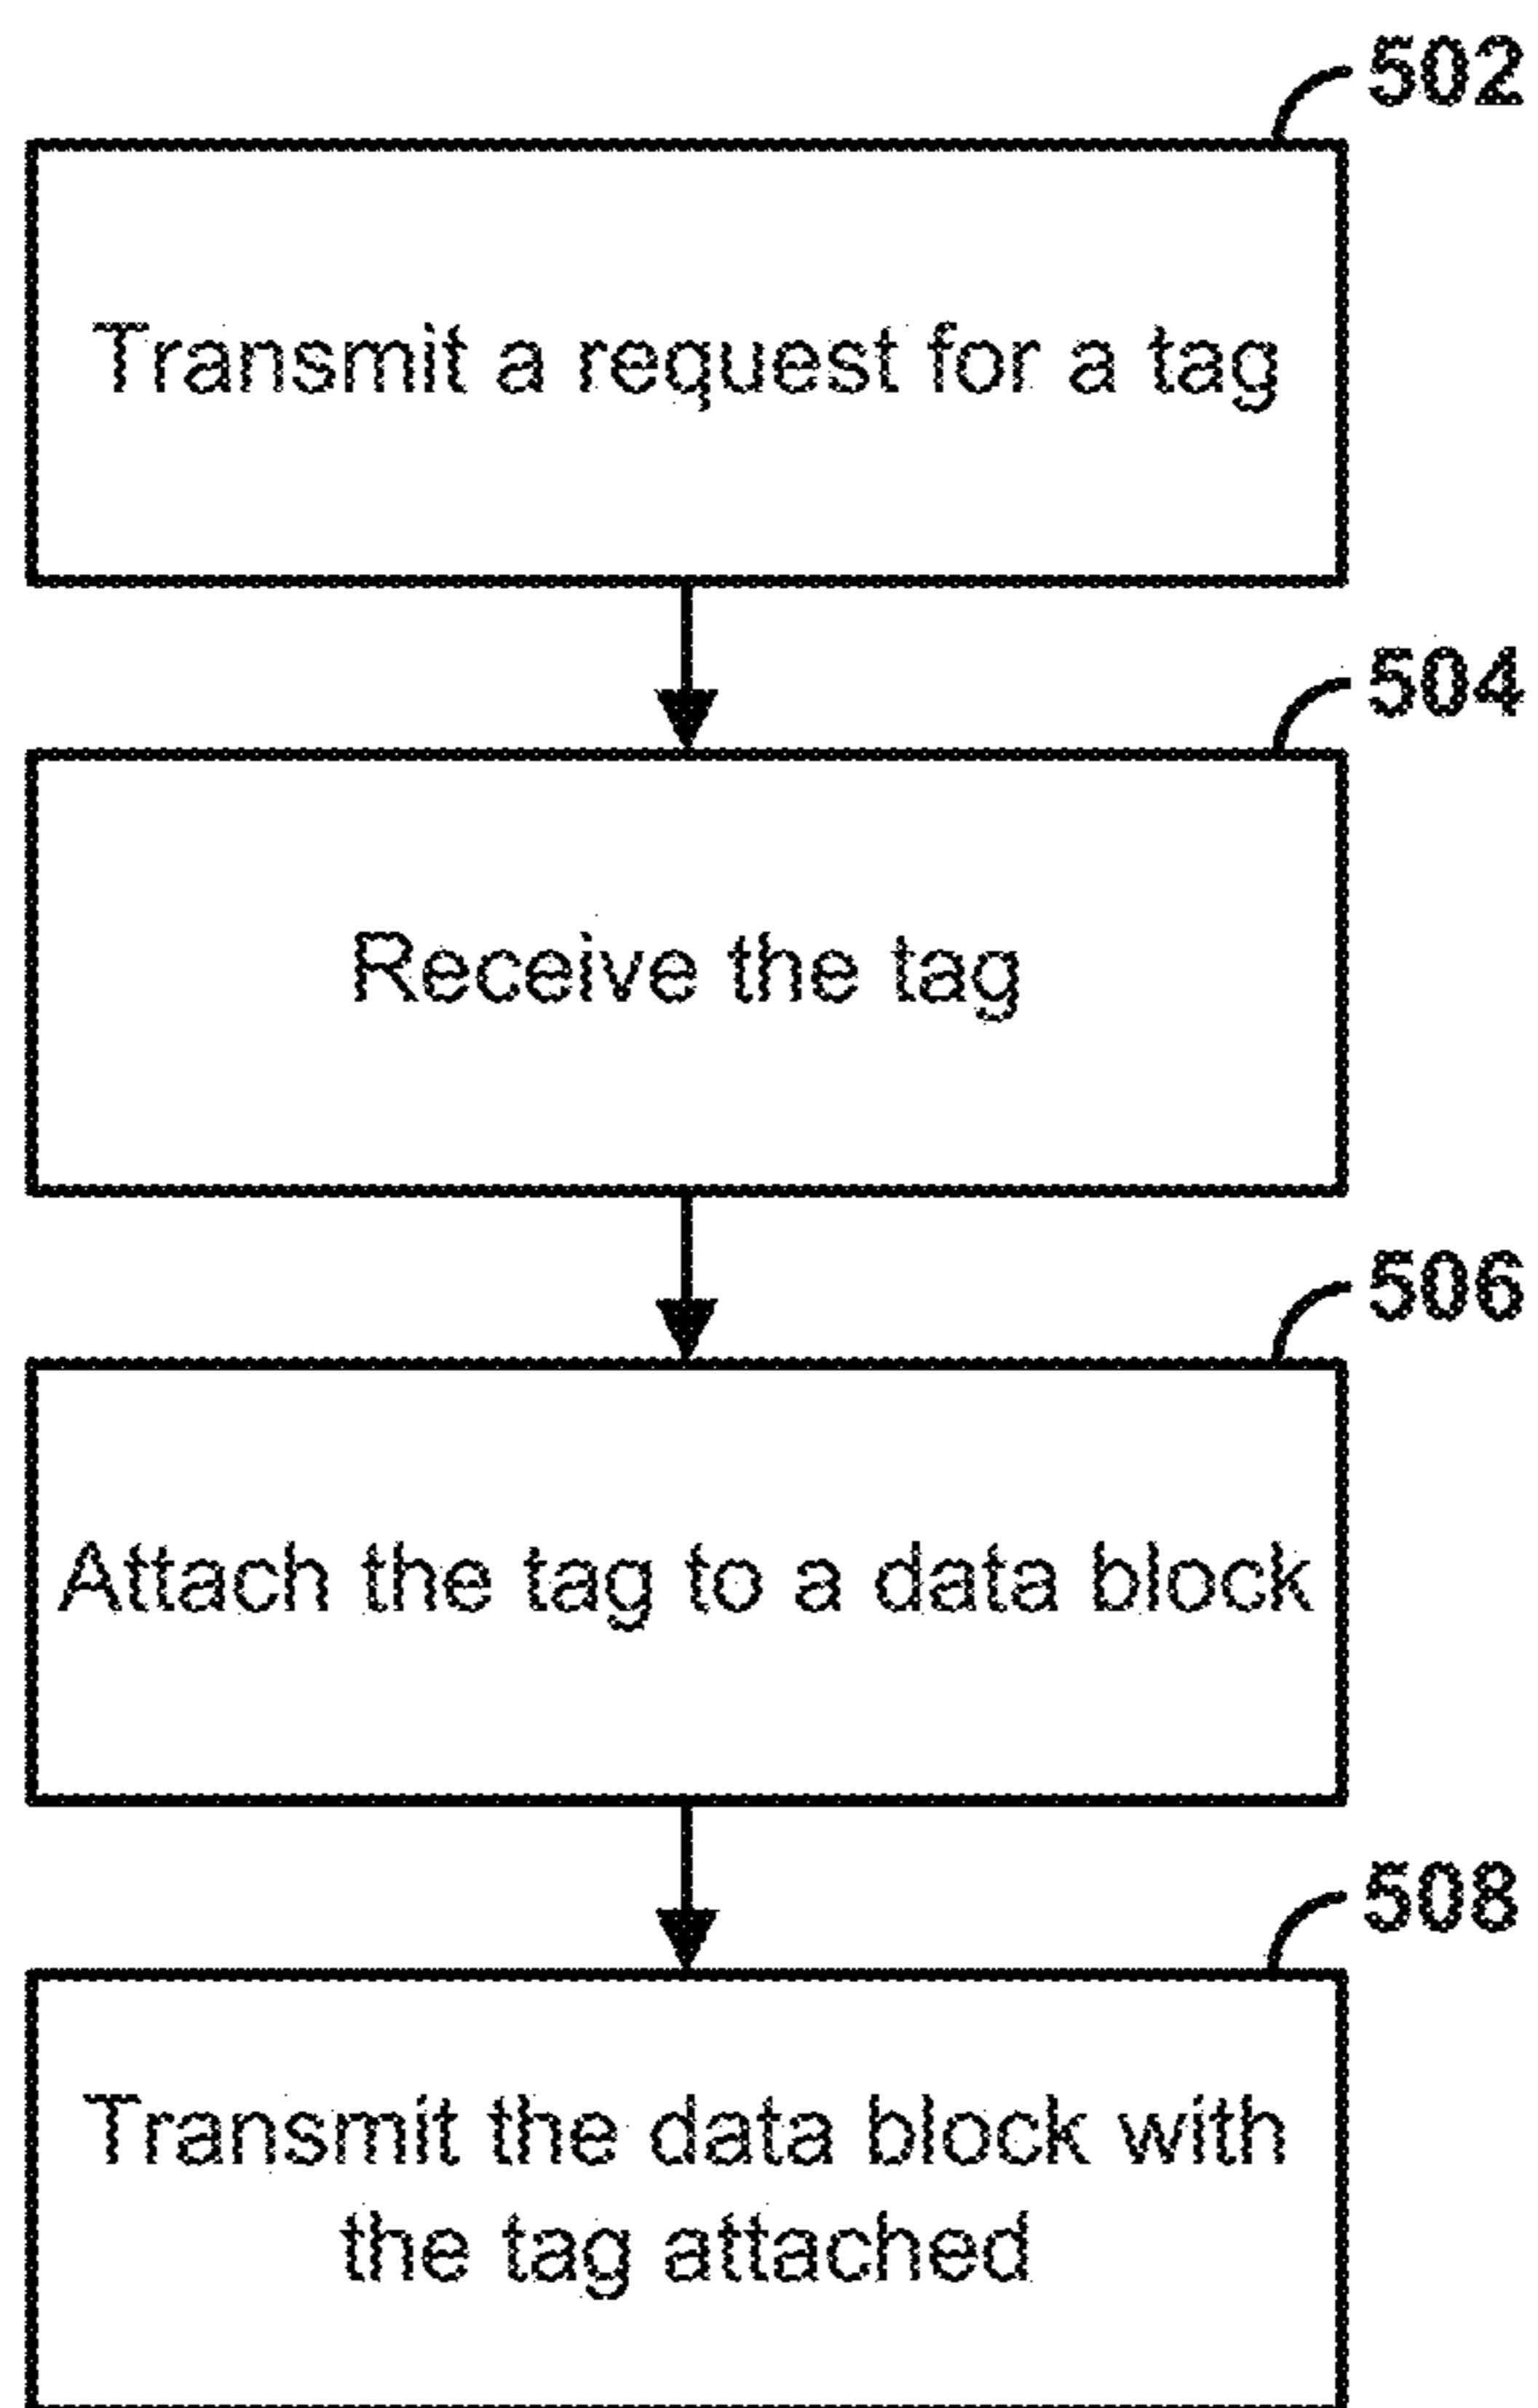 502
Transmit a request for a tag
504
Receive the tag
506
Attach the tag to a data block
508
Transmit the data block with
the tag attached